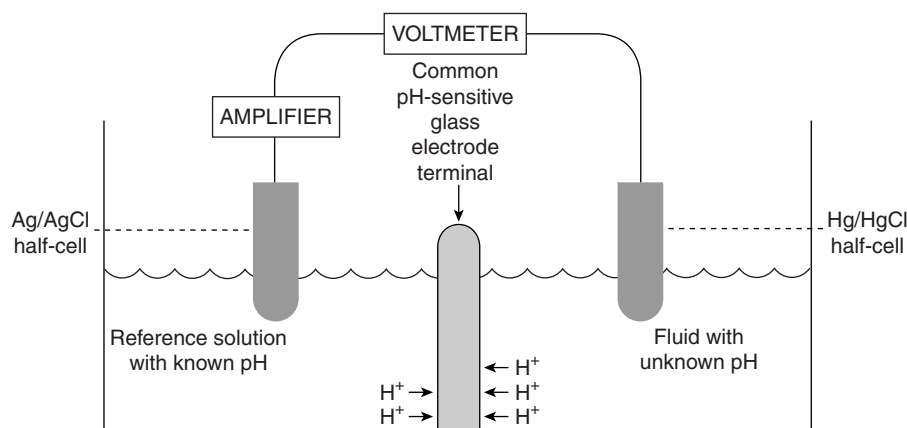 VOLTMETER
Common
pH-sensitive
glass
electrode
terminal
AMPLIFIER
Ag/AgCl
half-cell
Hg/HgCl
half-cell
Reference solution
with known pH
Fluid with
unknown pH
H⁺
H⁺
H⁺
H⁺
H⁺